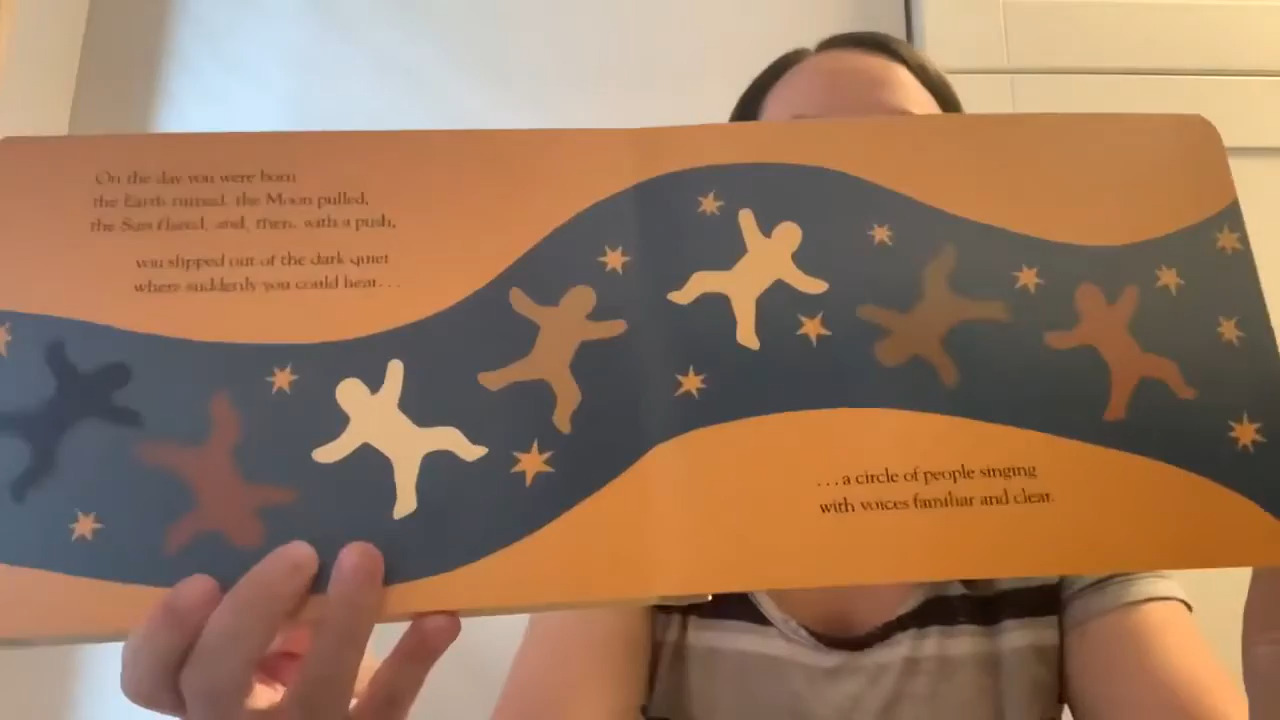 On the day you were born
the Earth turned, the Moon pulled,
the Sun flared, and, then, with a push,
you slipped out of the dark quiet
where suddenly you could hear...
...a circle of people singing
with voices familiar and clear.